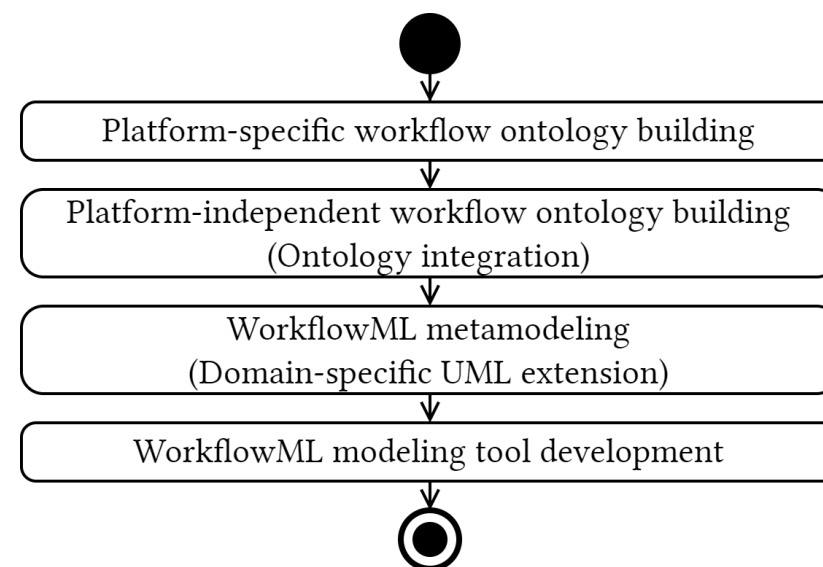 Platform-specific workflow ontology building
Platform-independent workflow ontology building
(Ontology integration)
WorkflowML metamodeling
(Domain-specific UML extension)
WorkflowML modeling tool development